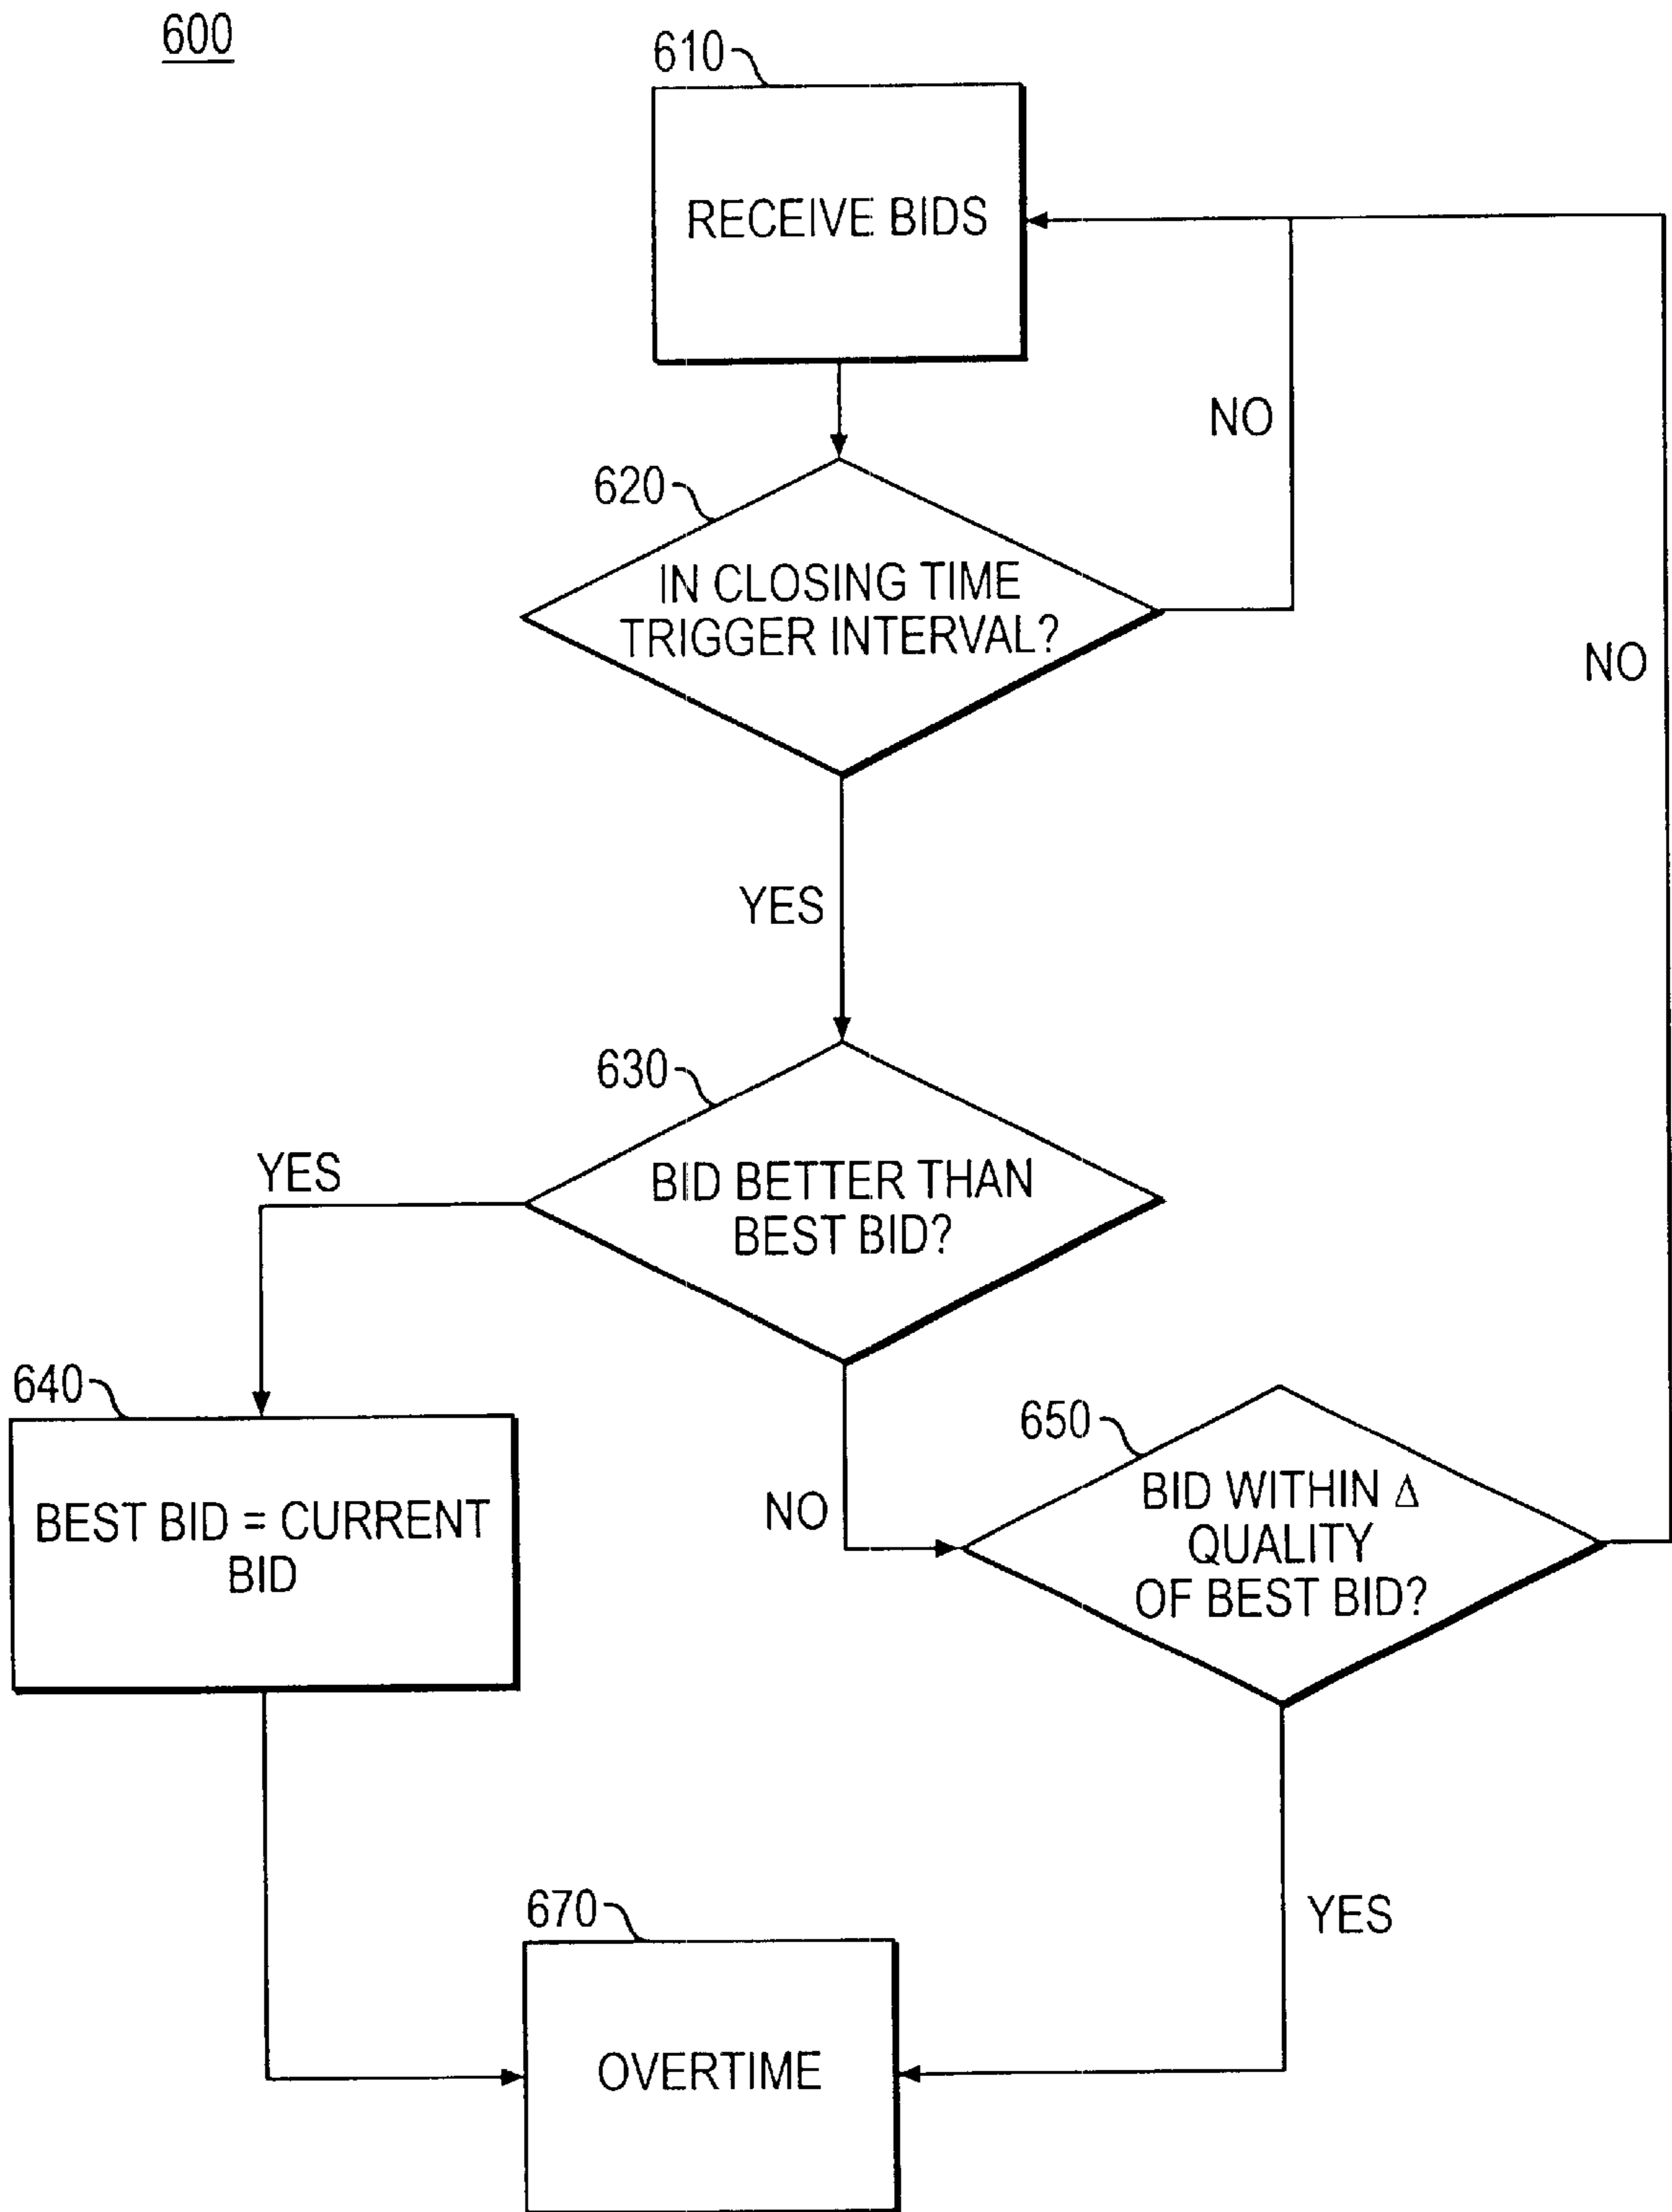 600
610
RECEIVE BIDS
NO
620
IN CLOSING TIME
TRIGGER INTERVAL?
NO
YES
630
YES
BID BETTER THAN
BEST BID?
640
BEST BID = CURRENT
BID
NO
650
BID WITHIN Δ
QUALITY
OF BEST BID?
YES
670
OVERTIME